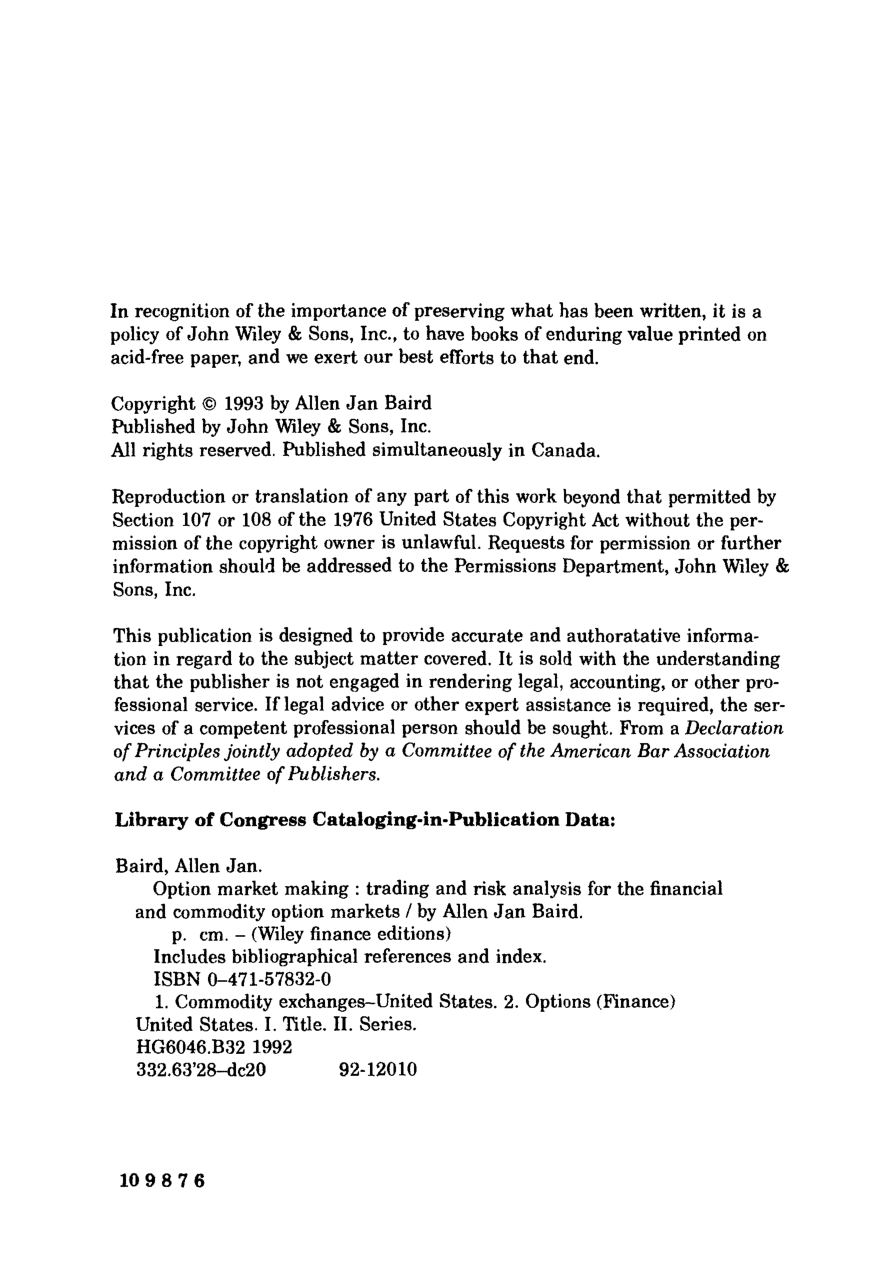 In recognition of the importance of preserving what has been written, it is a
policy of John Wiley & Sons, Inc., to have books of enduring value printed on
acid-free paper, and we exert our best efforts to that end.
Copyright © 1993 by Allen Jan Baird
Published by John Wiley & Sons, Inc.
All rights reserved. Published simultaneously in Canada.
Reproduction or translation of any part of this work beyond that permitted by
Section 107 or 108 of the 1976 United States Copyright Act without the per-
mission of the copyright owner is unlawful. Requests for permission or further
information should be addressed to the Permissions Department, John Wiley &
Sons, Inc.
This publication is designed to provide accurate and authoratative informa-
tion in regard to the subject matter covered. It is sold with the understanding
that the publisher is not engaged in rendering legal, accounting, or other pro-
fessional service. If legal advice or other expert assistance is required, the ser-
vices of a competent professional person should be sought. From a Declaration
of Principles jointly adopted by a Committee of the American Bar Association
and a Committee of Publishers.
Library of Congress Cataloging-in-Publication Data:
Baird, Allen Jan.
Option market making : trading and risk analysis for the financial
and commodity option markets / by Allen Jan Baird.
p. cm. – (Wiley finance editions)
Includes bibliographical references and index.
ISBN 0–471-57832-0
1. Commodity exchanges–United States. 2. Options (Finance)
United States. I. Title. II. Series.
HG6046.B32 1992
332.63'28–dc20 92-12010
10 9 8 7 6